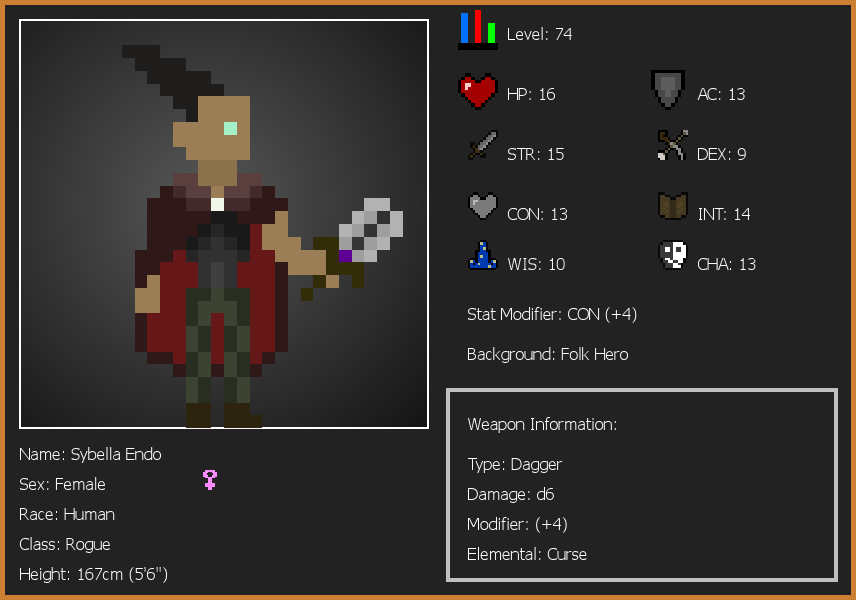 Level: 74
HP: 16
AC: 13
STR: 15
DEX: 9
CON: 13
INT: 14
WIS: 10
CHA: 13
Stat Modifier: CON (+4)
Background: Folk Hero
Weapon Information:
Type: Dagger
Damage: d6
Modifier: (+4)
Elemental: Curse
Name: Sybella Endo
Sex: Female
Race: Human
Class: Rogue
Height: 167cm (5'6")